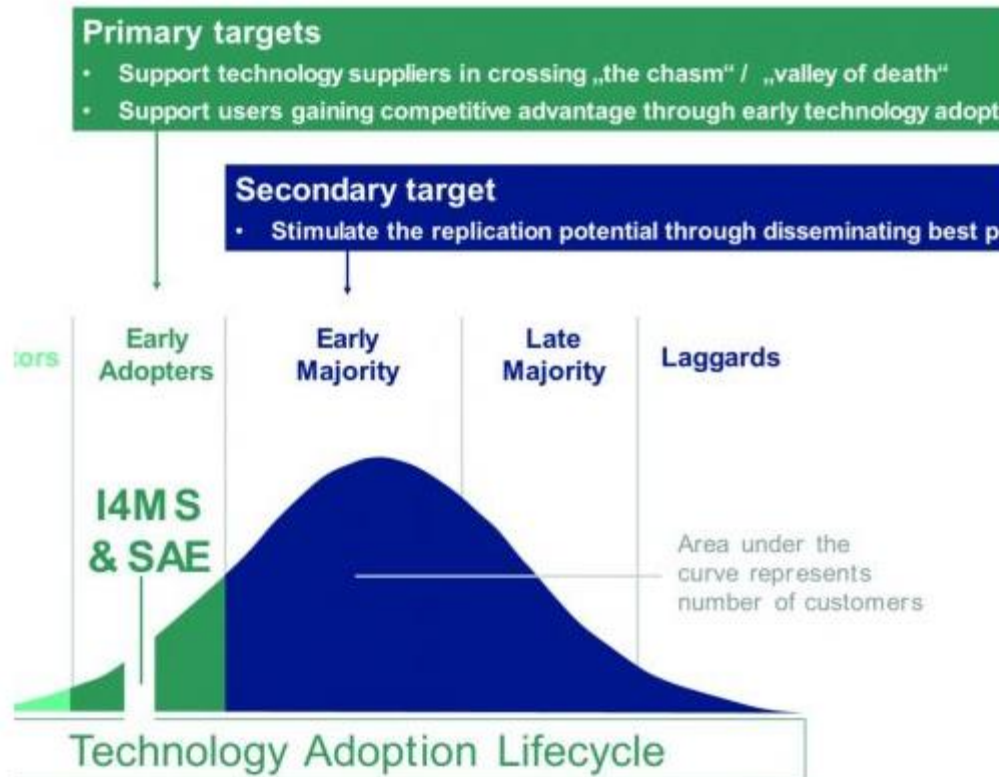 Primary targets
• Support technology suppliers in crossing „the chasm“ / „valley of death“
• Support users gaining competitive advantage through early technology adopt
Secondary target
• Stimulate the replication potential through disseminating best p
tors
Early
Adopters
Early
Majority
Late
Majority
Laggards
I4MS
& SAE
Area under the
curve represents
number of customers
Technology Adoption Lifecycle